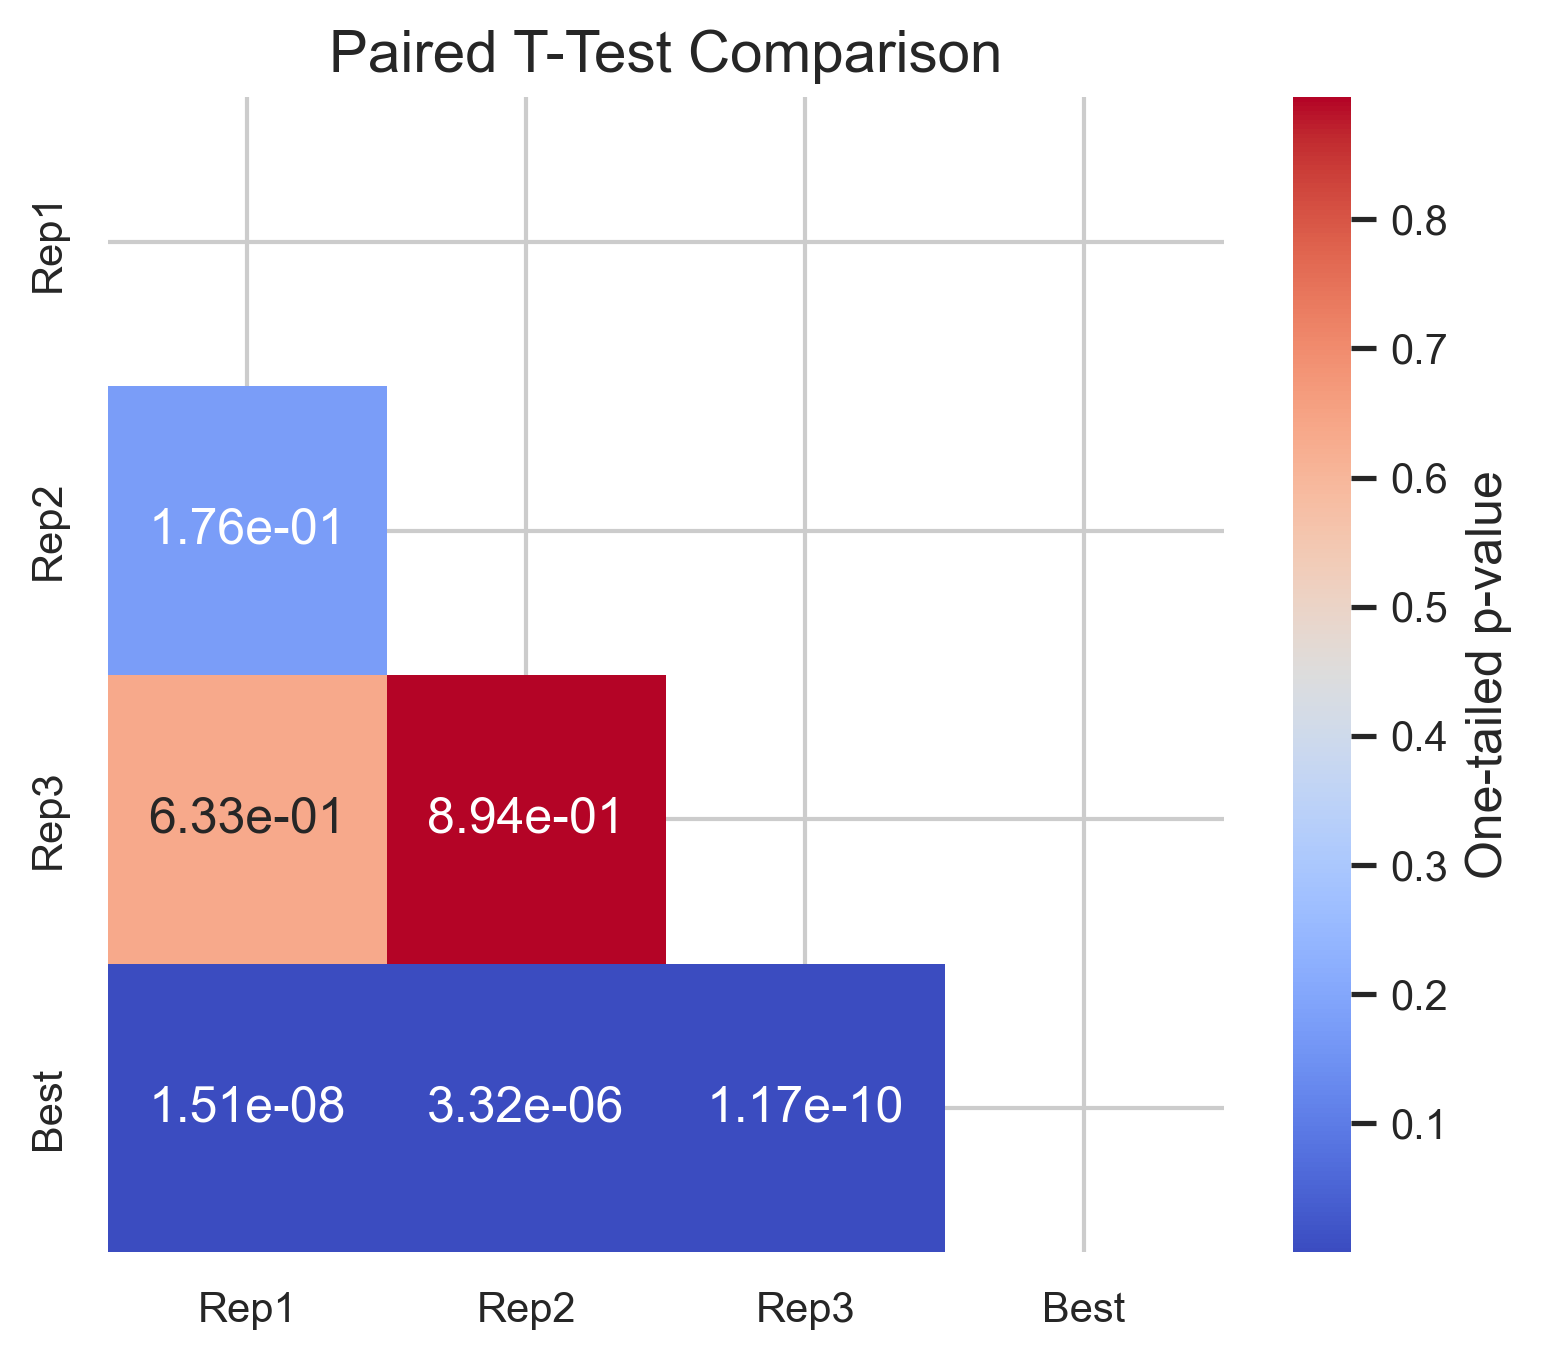 Paired T-Test Comparison
Rep1
Rep2
1.76e-01
Rep3
6.33e-01 8.94e-01
Best
1.51e-08 3.32e-06 1.17e-10
Rep1 Rep2 Rep3 Best
0.8
0.7
0.6
0.5
0.4
0.3
0.2
0.1
One-tailed p-value